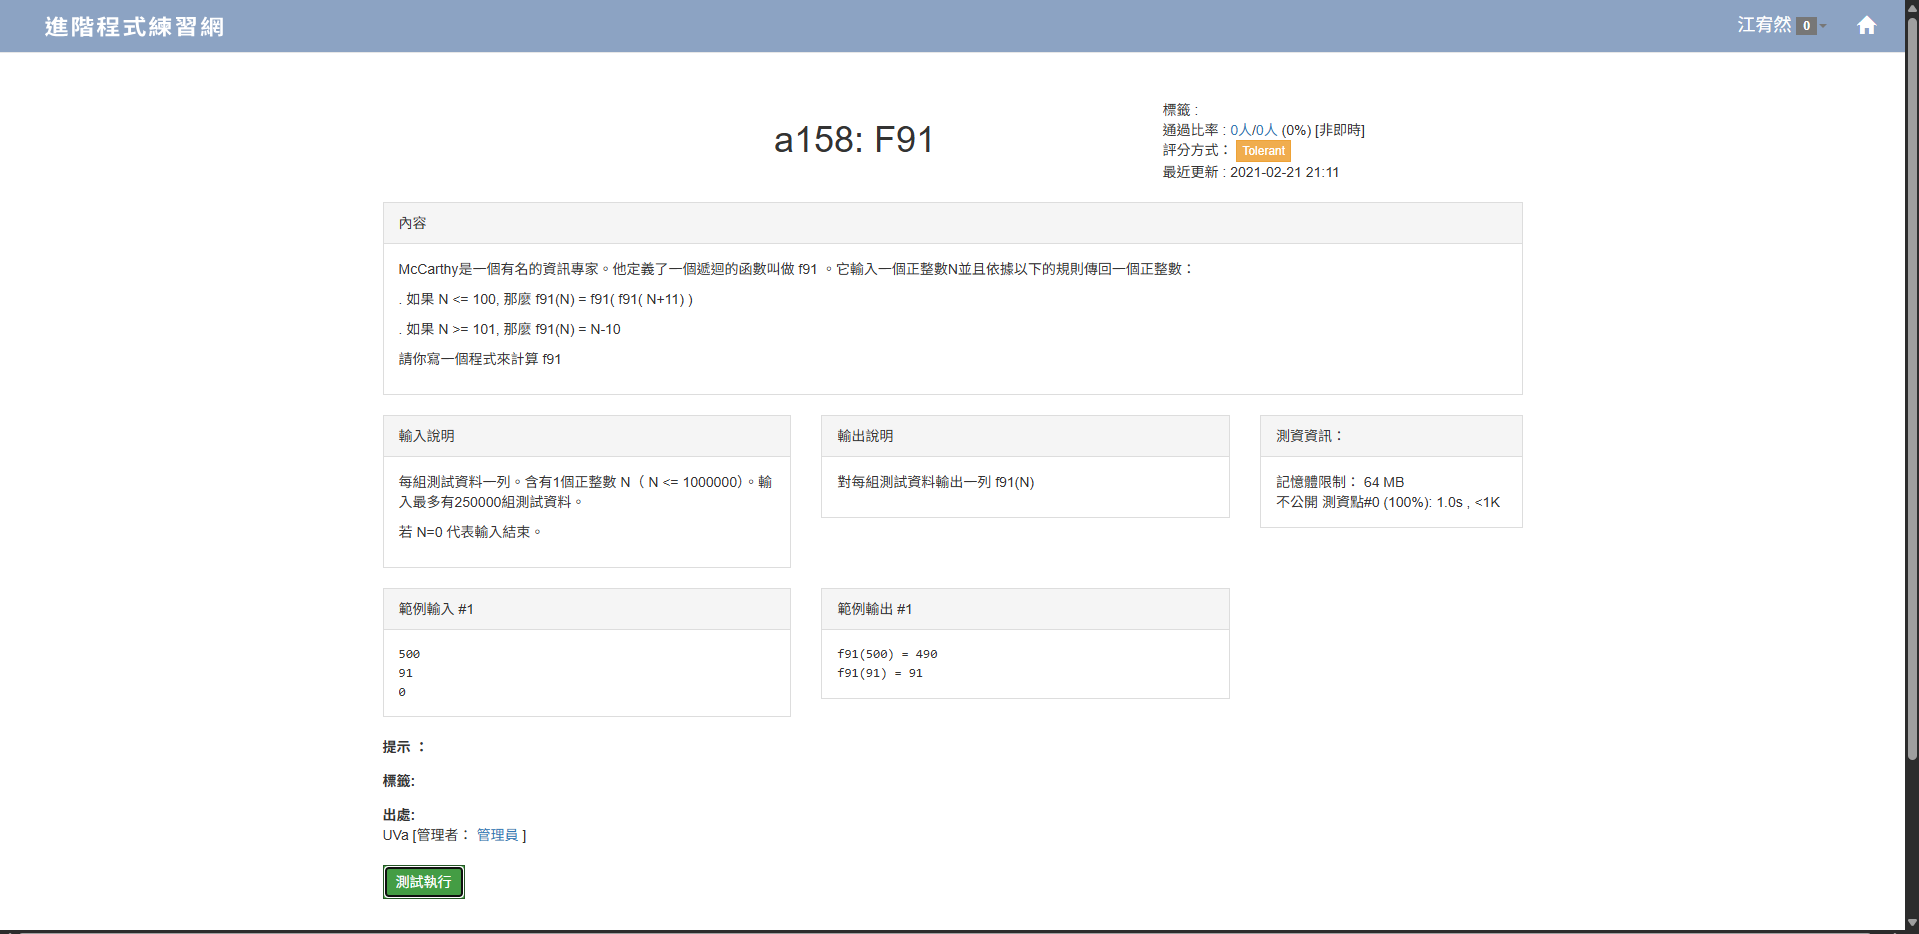 進階程式練習網
江宥然 0
a158: F91
標籤 :
通過比率 : 0人/0人 (0%) [非即時]
評分方式： Tolerant
最近更新 : 2021-02-21 21:11
內容
McCarthy是一個有名的資訊專家。他定義了一個遞迴的函數叫做 f91 。它輸入一個正整數N並且依據以下的規則傳回一個正整數：
. 如果 N <= 100, 那麼 f91(N) = f91( f91( N+11) )
. 如果 N >= 101, 那麼 f91(N) = N-10
請你寫一個程式來計算 f91
輸入說明
每組測試資料一列。含有1個正整數 N（ N <= 1000000）。輸
入最多有250000組測試資料。
若 N=0 代表輸入結束。
輸出說明
對每組測試資料輸出一列 f91(N)
測資資訊：
記憶體限制： 64 MB
不公開 測資點#0 (100%): 1.0s , <1K
範例輸入 #1
500
91
0
範例輸出 #1
f91(500) = 490
f91(91) = 91
提示 ：
標籤:
出處:
UVa [管理者： 管理員 ]
測試執行